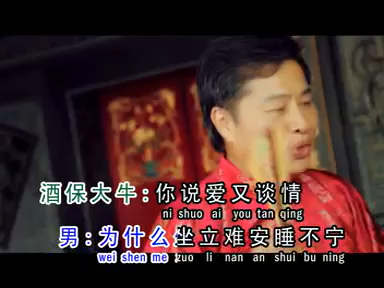 酒保大牛:你说爱又谈情
ni shuo ai you tan qing
男:为什么坐立难安睡不宁
wei shen me zuo li nan an shui bu ning